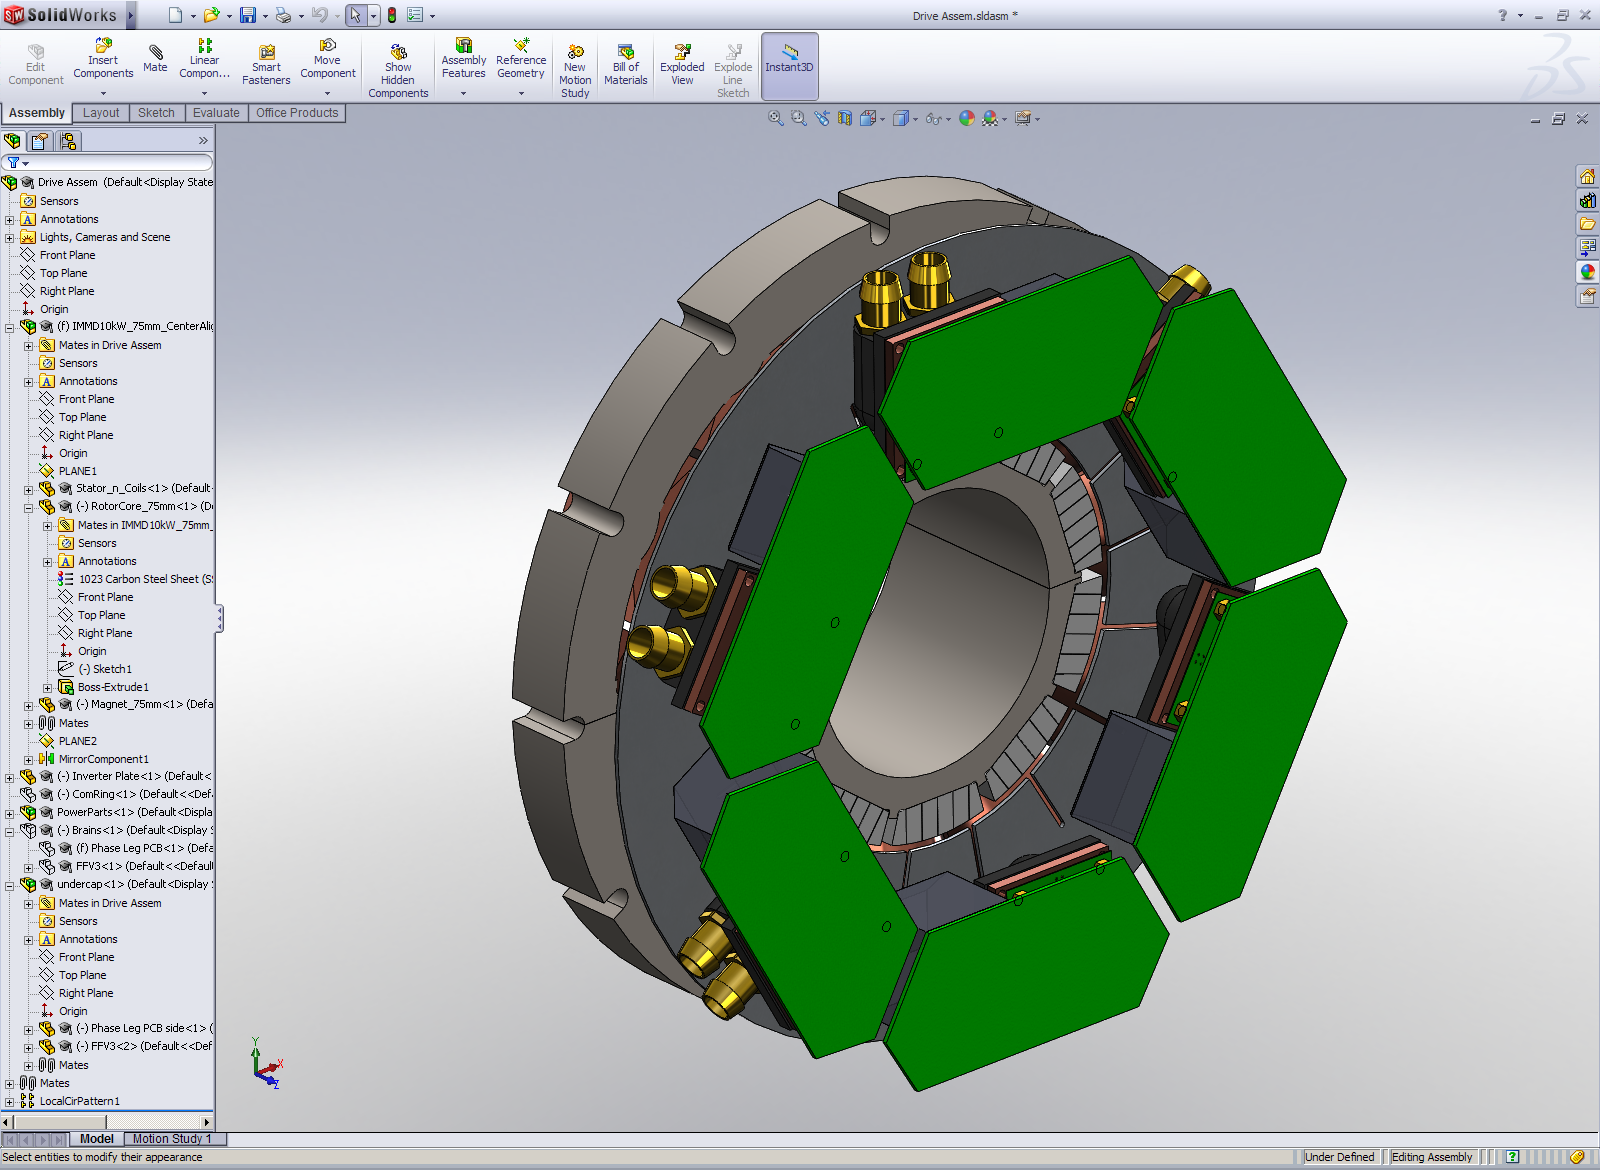 SolidWorks
Drive Assem.sldasm *
Edit Component
Insert Components
Mate
Linear Compon...
Smart Fasteners
Move Component
Show Hidden Components
Assembly Features
Reference Geometry
New Motion Study
Bill of Materials
Exploded View
Explode Line Sketch
Instant3D
Assembly Layout Sketch Evaluate Office Products
Drive Assem (Default<Display State
Sensors
Annotations
Lights, Cameras and Scene
Front Plane
Top Plane
Right Plane
Origin
(f) IMMD10kW_75mm_CenterAli
Mates in Drive Assem
Sensors
Annotations
Front Plane
Top Plane
Right Plane
Origin
PLANE1
Stator_n_Coils<1> (Default
(-) RotorCore_75mm<1> (D
Mates in IMMD10kW_75mm_
Sensors
Annotations
1023 Carbon Steel Sheet (S
Front Plane
Top Plane
Right Plane
Origin
(-) Sketch1
Boss-Extrude1
(-) Magnet_75mm<1> (Defa
Mates
PLANE2
MirrorComponent1
(-) Inverter Plate<1> (Default<
(-) ComRing<1> (Default<<Def
PowerParts<1> (Default<Displa
(-) Brains<1> (Default<Display S
(f) Phase Leg PCB<1> (Defa
FFV3<1> (Default<<Defaul
undercap<1> (Default<Display S
Mates in Drive Assem
Sensors
Annotations
Front Plane
Top Plane
Right Plane
Origin
(-) Phase Leg PCB side<1> (
(-) FFV3<2> (Default<<Def
Mates
Mates
LocalCirPattern1
Y
X
Z
Model Motion Study 1
Select entities to modify their appearance
Under Defined
Editing Assembly